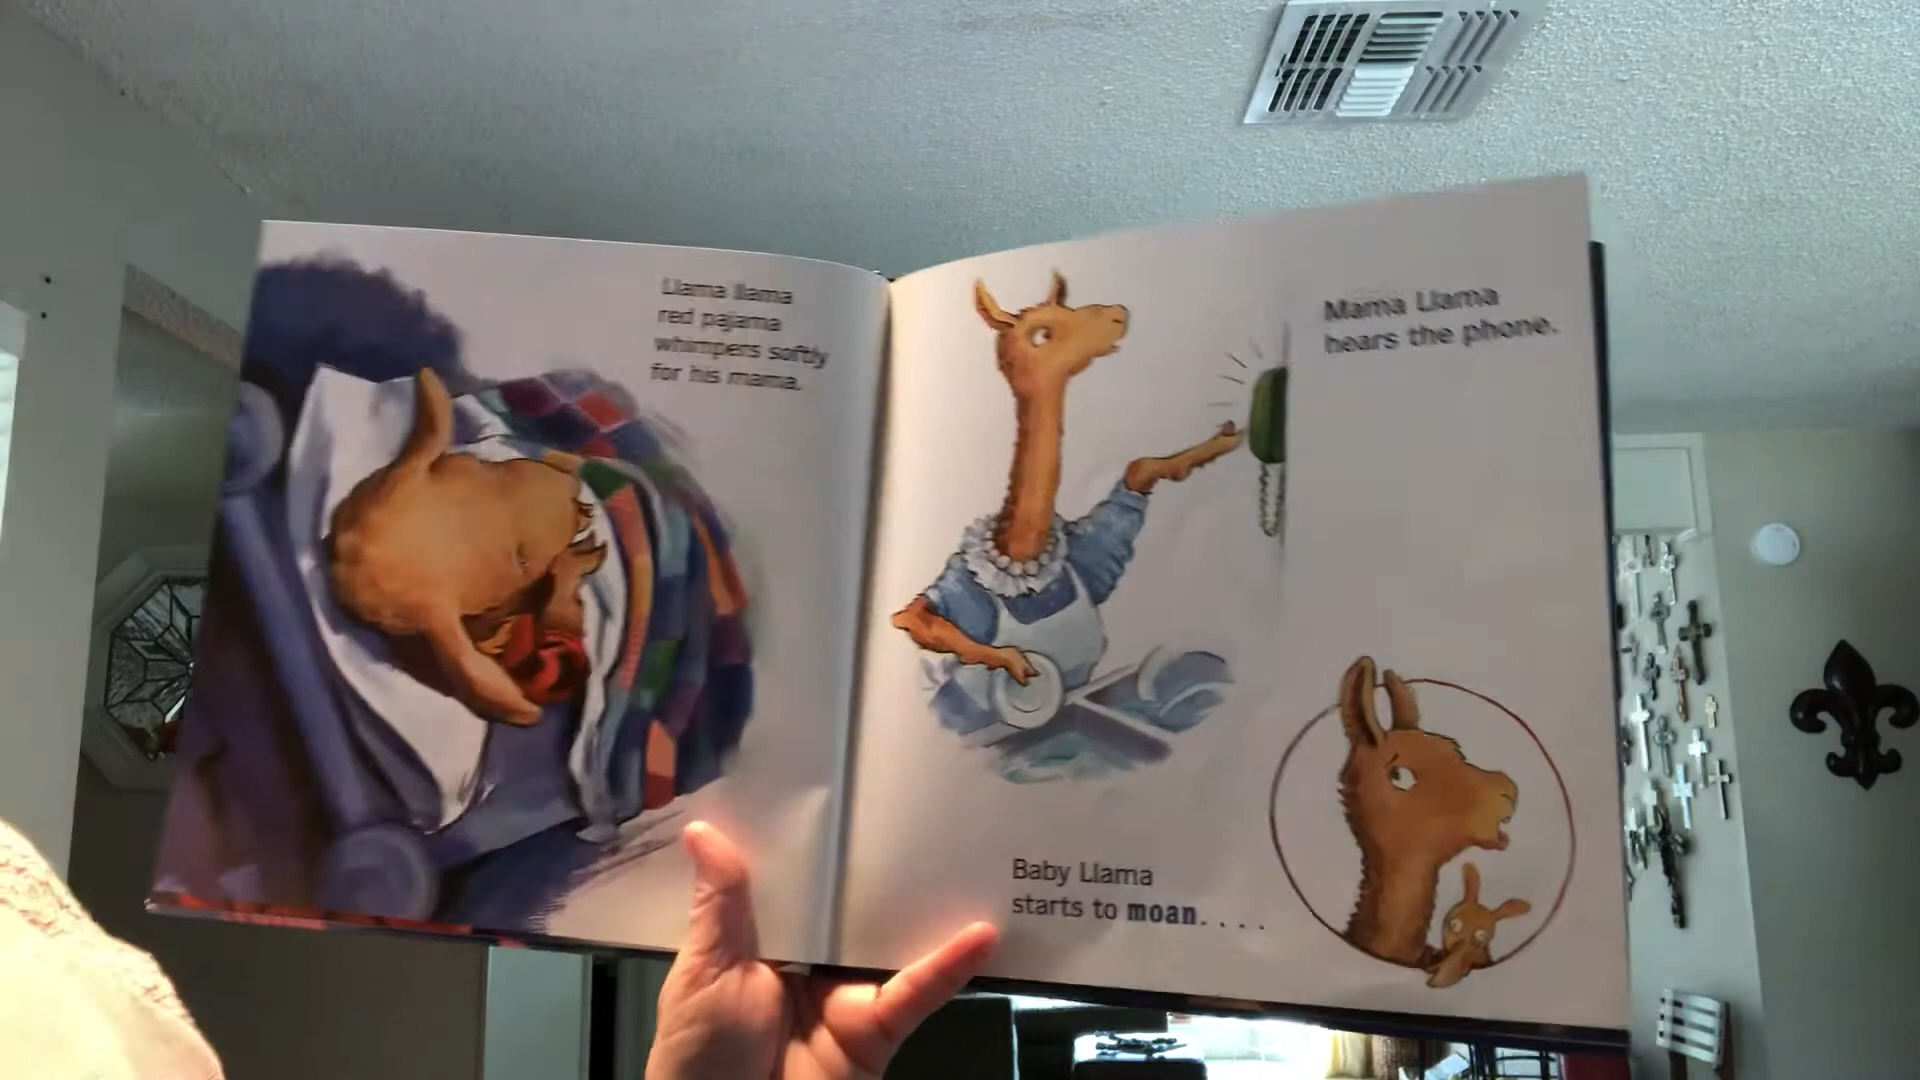 Llama llama
red pajama
whimpers softly
for his mama.
Mama Llama
hears the phone.
Baby Llama
starts to moan. . . .